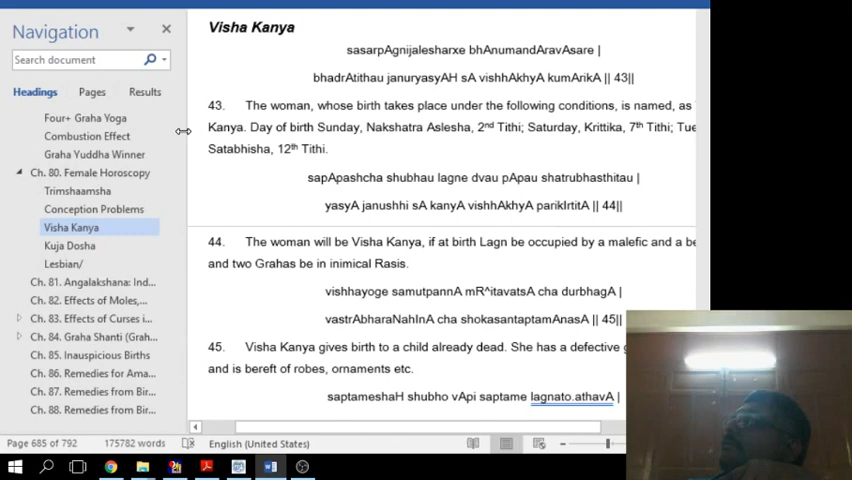 Navigation
Search document
Headings Pages Results
Four+ Graha Yoga
Combustion Effect
Graha Yuddha Winner
Ch. 80. Female Horoscopy
Trimshaamsha
Conception Problems
Visha Kanya
Kuja Dosha
Lesbian/
Ch. 81. Angalakshana: Ind...
Ch. 82. Effects of Moles,...
Ch. 83. Effects of Curses i...
Ch. 84. Graha Shanti (Grah...
Ch. 85. Inauspicious Births
Ch. 86. Remedies for Ama...
Ch. 87. Remedies from Bir...
Ch. 88. Remedies from Bir...
Visha Kanya
sasarpAgnijalesharxe bhAnumandAravAsare |
bhadrAtithau januryasyAH sA vishhAkhyA kumArikA || 43||
43. The woman, whose birth takes place under the following conditions, is named, as
Kanya. Day of birth Sunday, Nakshatra Aslesha, 2nd Tithi; Saturday, Krittika, 7th Tithi; Tue
Satabhisha, 12th Tithi.
sapApashcha shubhau lagne dvau pApau shatrubhasthitau |
yasyA janushhi sA kanyA vishhAkhyA parikIrtitA || 44||
44. The woman will be Visha Kanya, if at birth Lagn be occupied by a malefic and a be
and two Grahas be in inimical Rasis.
vishhayoge samutpannA mR^itavatsA cha durbhagA |
vastrAbharaNahInA cha shokasantaptamAnasA || 45||
45. Visha Kanya gives birth to a child already dead. She has a defective g
and is bereft of robes, ornaments etc.
saptameshaH shubho vApi saptame lagnato.athavA |
Page 685 of 792 175782 words English (United States)